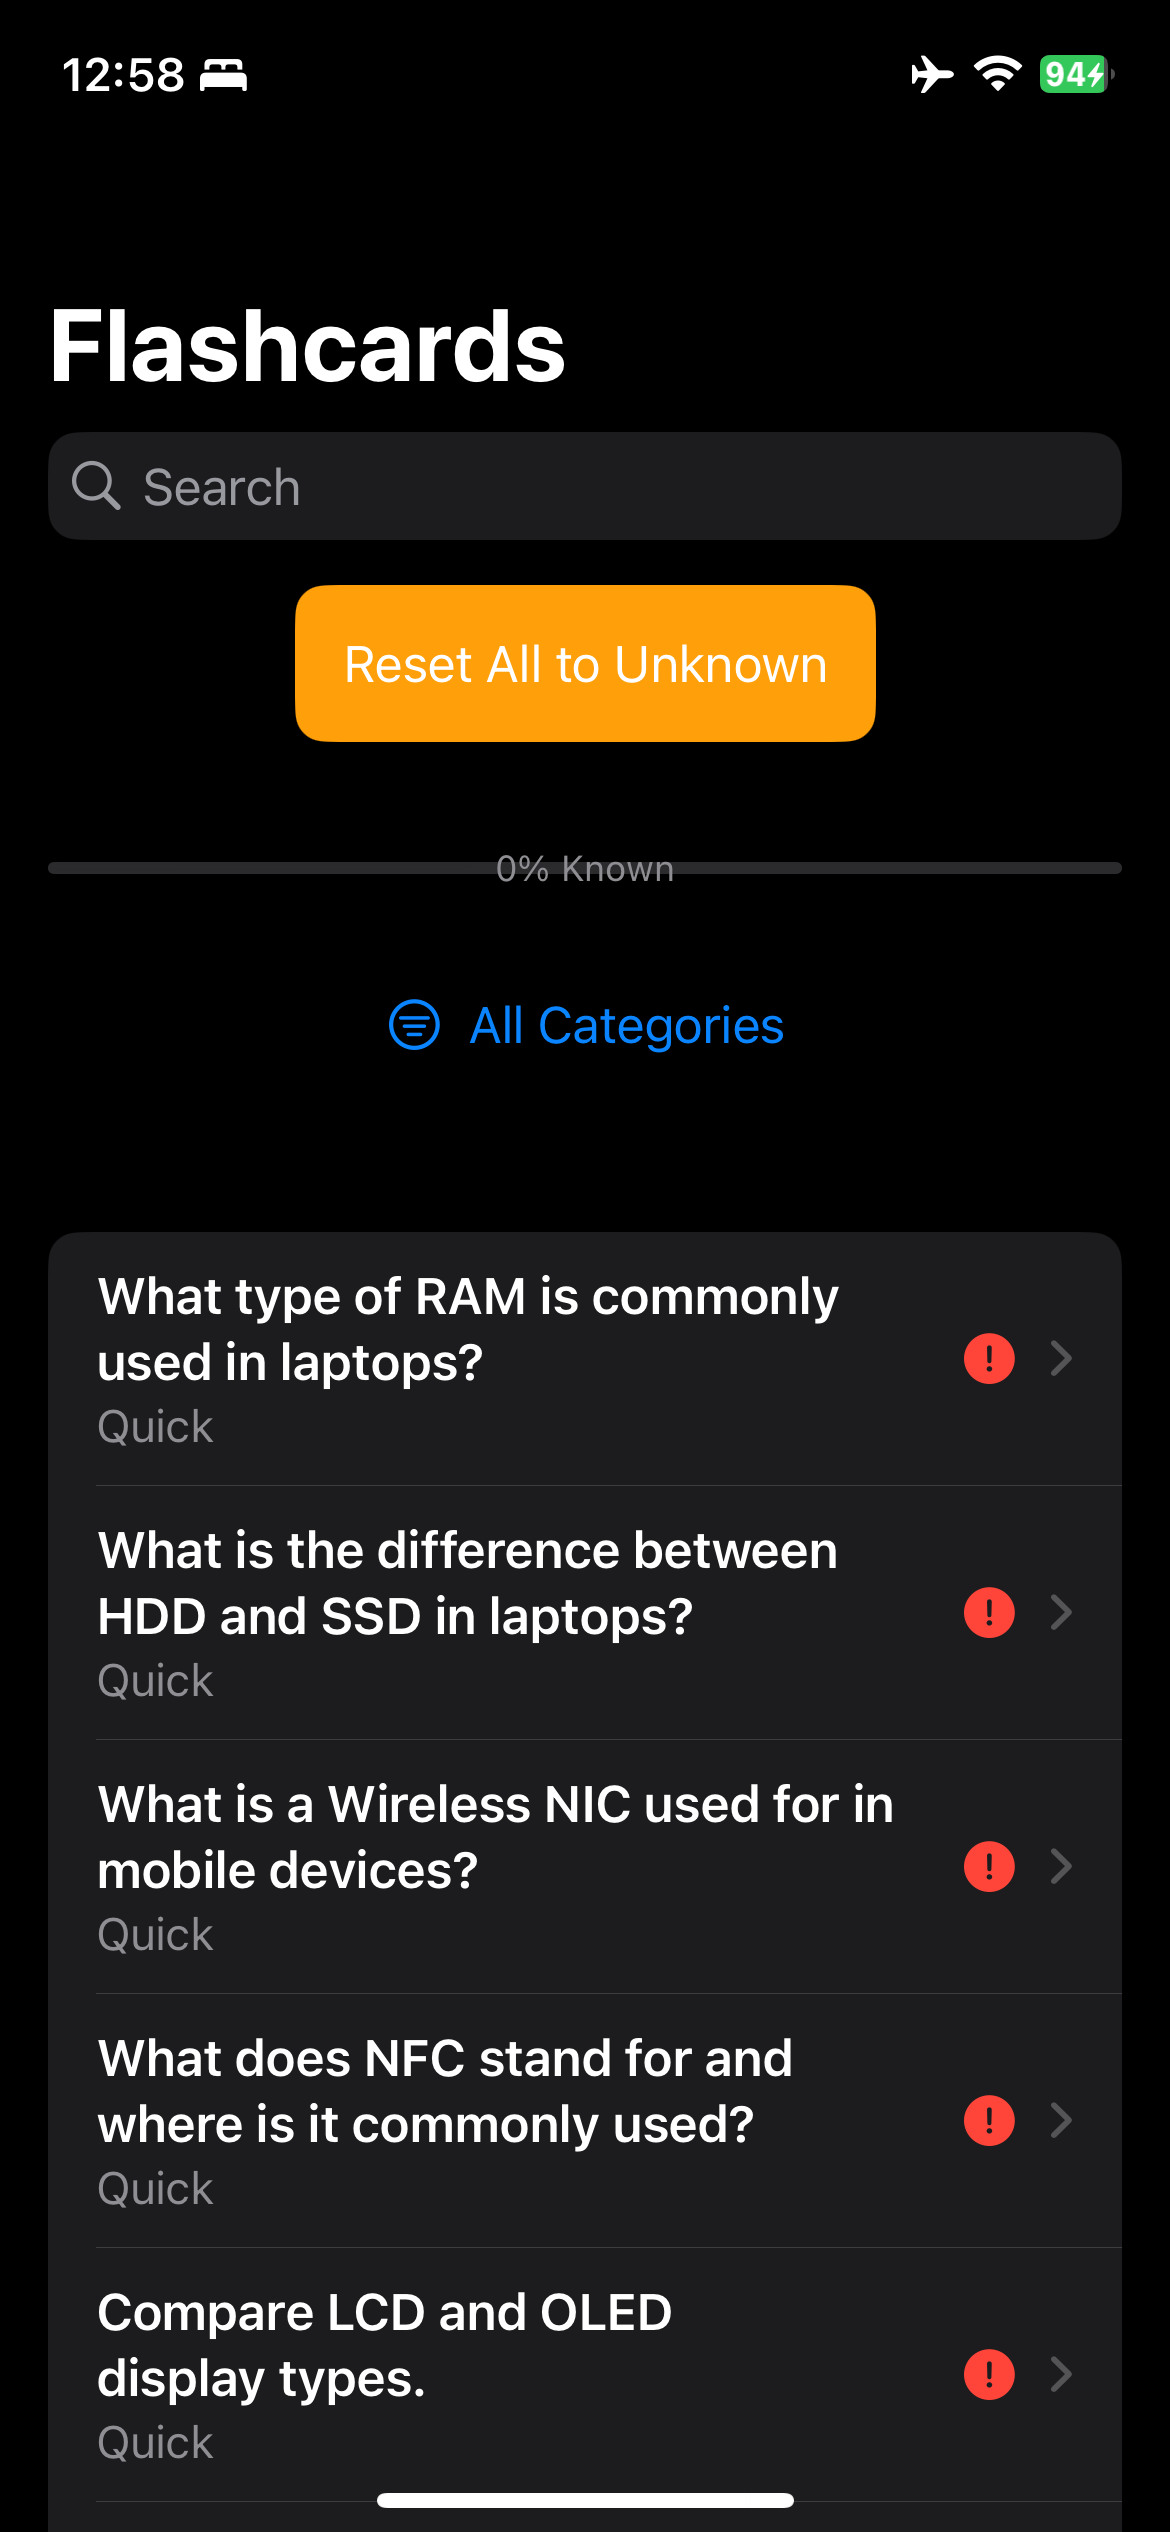 12:58
94
Flashcards
Search
Reset All to Unknown
0% Known
All Categories
What type of RAM is commonly
used in laptops?
Quick
What is the difference between
HDD and SSD in laptops?
Quick
What is a Wireless NIC used for in
mobile devices?
Quick
What does NFC stand for and
where is it commonly used?
Quick
Compare LCD and OLED
display types.
Quick